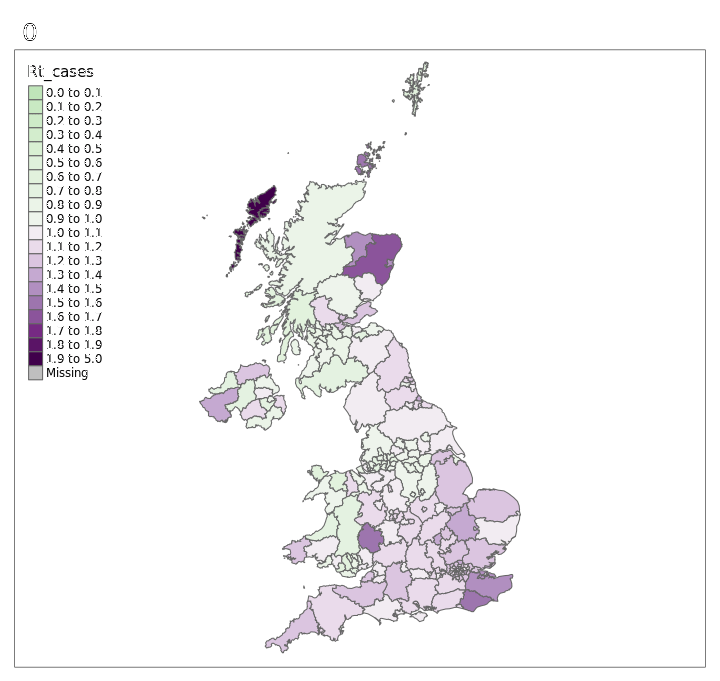 0
Rt_cases
0.0 to 0.1
0.1 to 0.2
0.2 to 0.3
0.3 to 0.4
0.4 to 0.5
0.5 to 0.6
0.6 to 0.7
0.7 to 0.8
0.8 to 0.9
0.9 to 1.0
1.0 to 1.1
1.1 to 1.2
1.2 to 1.3
1.3 to 1.4
1.4 to 1.5
1.5 to 1.6
1.6 to 1.7
1.7 to 1.8
1.8 to 1.9
1.9 to 5.0
Missing